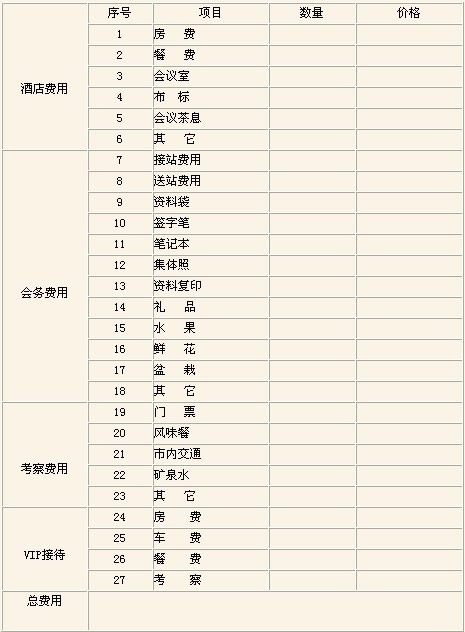 序号 项目 数量 价格
酒店费用
1 房 费
2 餐 费
3 会议室
4 布 标
5 会议茶息
6 其 它
会务费用
7 接站费用
8 送站费用
9 资料袋
10 签字笔
11 笔记本
12 集体照
13 资料复印
14 礼 品
15 水 果
16 鲜 花
17 盆 栽
18 其 它
考察费用
19 门 票
20 风味餐
21 市内交通
22 矿泉水
23 其 它
VIP接待
24 房 费
25 车 费
26 餐 费
27 考 察
总费用